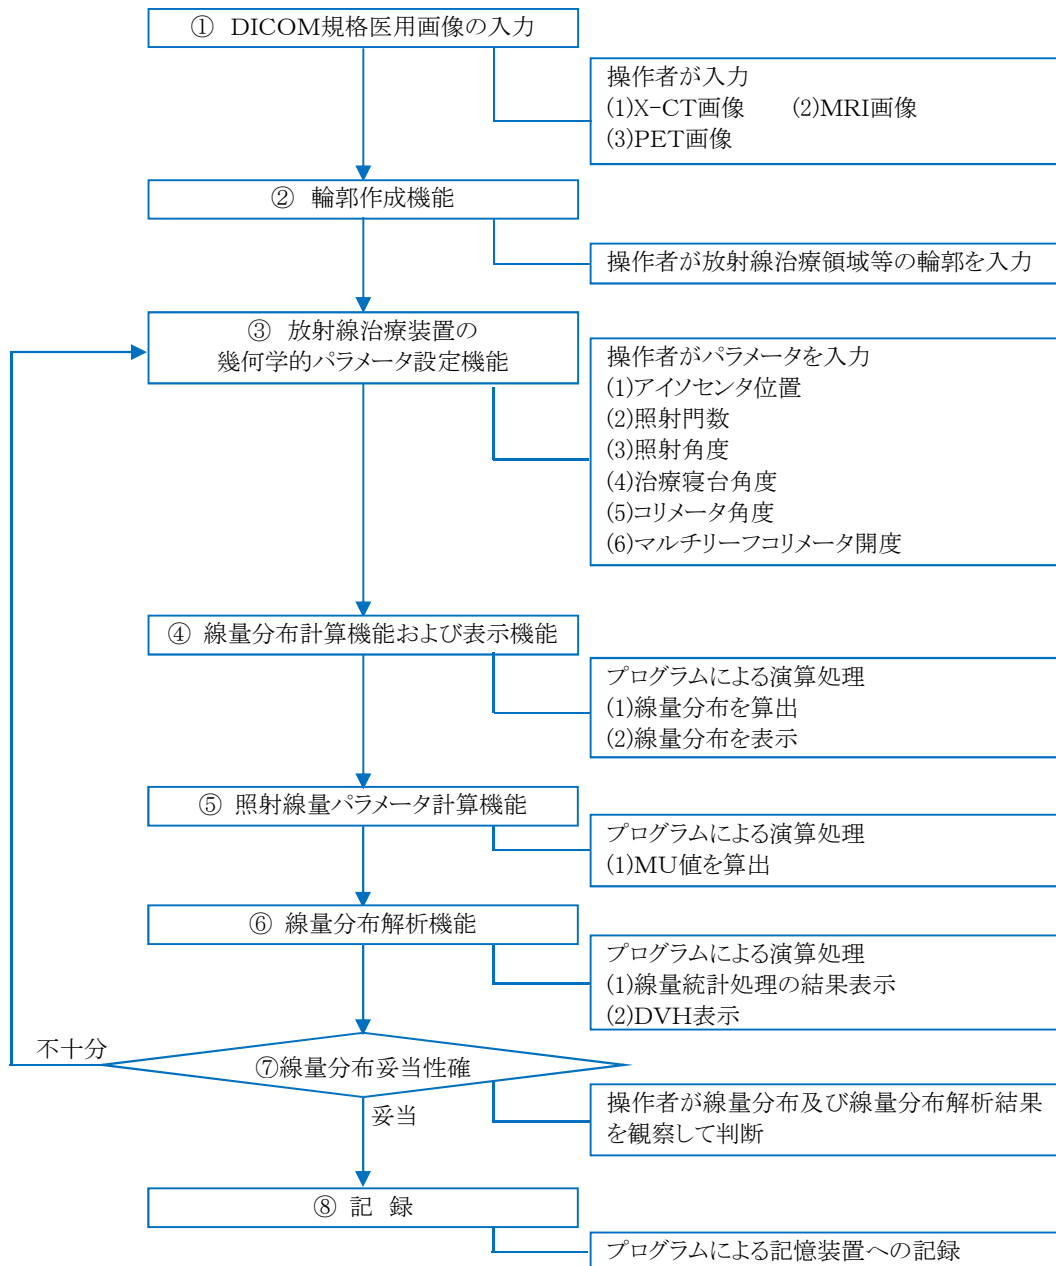 ① DICOM規格医用画像の入力
操作者が入力
(1)X-CT画像　　(2)MRI画像
(3)PET画像
② 輪郭作成機能
操作者が放射線治療領域等の輪郭を入力
③ 放射線治療装置の
幾何学的パラメータ設定機能
操作者がパラメータを入力
(1)アイソセンタ位置
(2)照射門数
(3)照射角度
(4)治療寝台角度
(5)コリメータ角度
(6)マルチリーフコリメータ開度
④ 線量分布計算機能および表示機能
プログラムによる演算処理
(1)線量分布を算出
(2)線量分布を表示
⑤ 照射線量パラメータ計算機能
プログラムによる演算処理
(1)MU値を算出
⑥ 線量分布解析機能
プログラムによる演算処理
(1)線量統計処理の結果表示
(2)DVH表示
不十分
⑦線量分布妥当性確
妥当
操作者が線量分布及び線量分布解析結果
を観察して判断
⑧ 記 録
プログラムによる記憶装置への記録